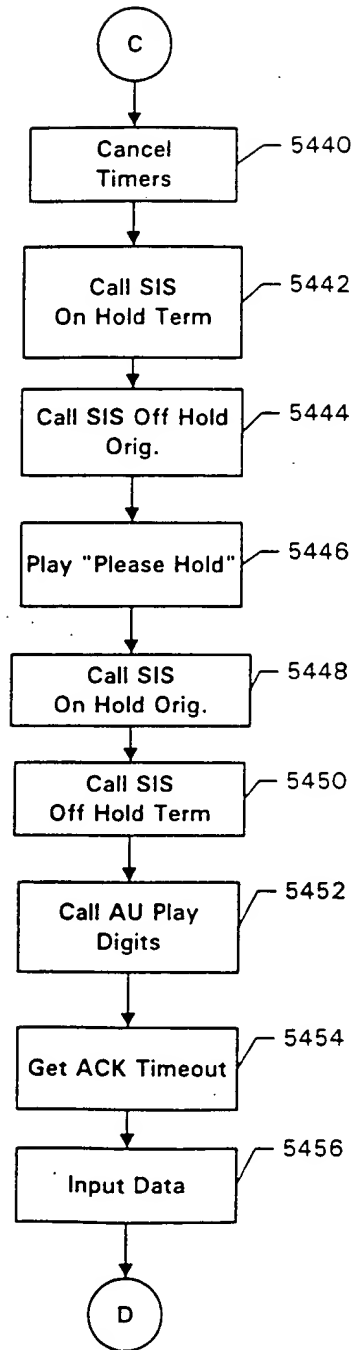 C
Cancel
Timers
5440
Call SIS
On Hold Term
5442
Call SIS Off Hold
Orig.
5444
Play "Please Hold"
5446
Call SIS
On Hold Orig.
5448
Call SIS
Off Hold Term
5450
Call AU Play
Digits
5452
Get ACK Timeout
5454
Input Data
5456
D